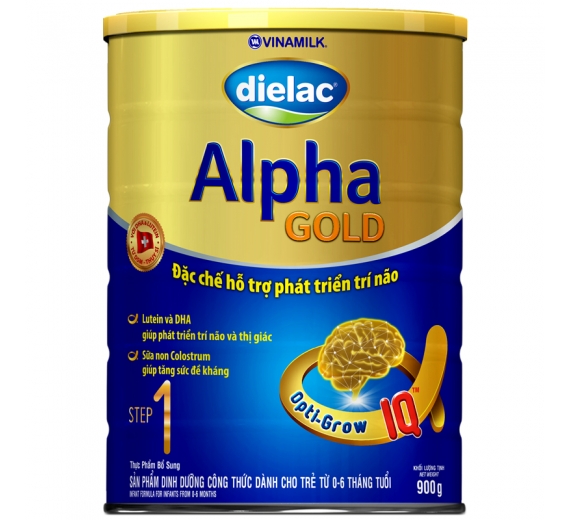 VINAMILK®
dielac®
Alpha
GOLD
Đặc chế hỗ trợ phát triển trí não
Lutein và DHA
giúp phát triển trí não và thị giác
Sữa non Colostrum
giúp tăng sức đề kháng
Opti-Grow IQ™
STEP 1
Thực Phẩm Bổ Sung
SẢN PHẨM DINH DƯỠNG CÔNG THỨC DÀNH CHO TRẺ TỪ 0-6 THÁNG TUỔI
INFANT FORMULA FOR INFANTS FROM 0-6 MONTHS
KHỐI LƯỢNG TỊNH
NET WEIGHT
900g